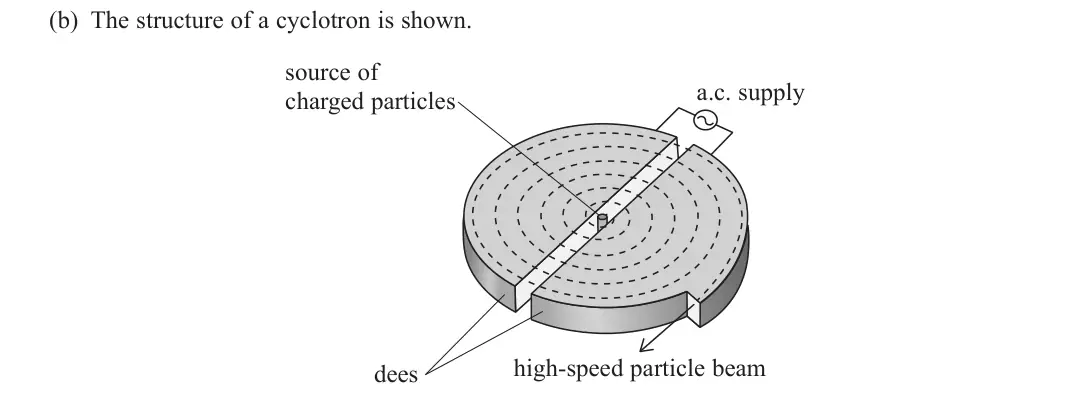 (b) The structure of a cyclotron is shown.
source of
charged particles
a.c. supply
dees
high-speed particle beam